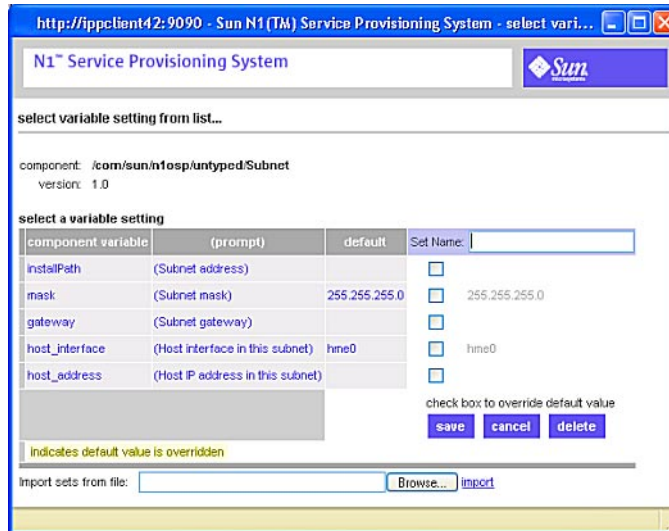 http://ippclient42:9090 - Sun N1(TM) Service Provisioning System - select vari...
N1™ Service Provisioning System
Sun
microsystems
select variable setting from list...
component: /com/sun/n1osp/untyped/Subnet
version: 1.0
select a variable setting
component variable (prompt) default Set Name:
installPath (Subnet address)
mask (Subnet mask) 255.255.255.0 255.255.255.0
gateway (Subnet gateway)
host_interface (Host interface in this subnet) hme0 hme0
host_address (Host IP address in this subnet)
check box to override default value
save cancel delete
indicates default value is overridden
Import sets from file: Browse... import